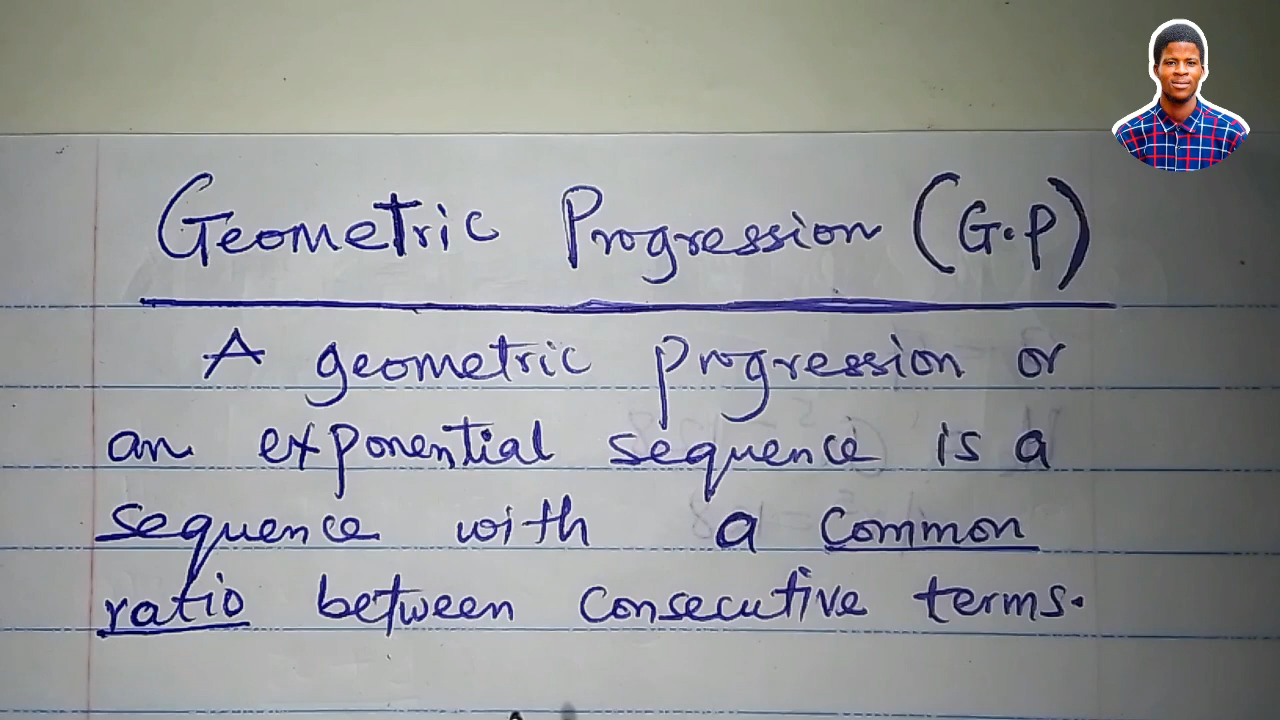 Geometric Progression (G.P)
A geometric progression or
an exponential sequence is a
sequence with a common
ratio between consecutive terms.